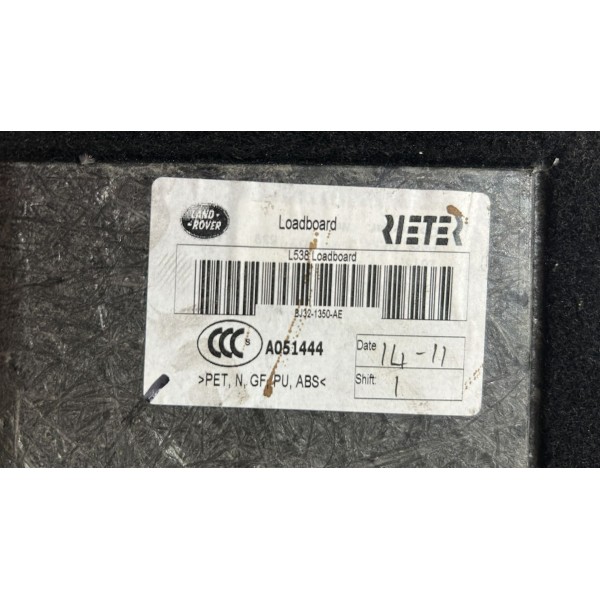 LAND ROVER
Loadboard
RIETER
L538 Loadboard
BJ32-1350-AE
CCC S
A051444
Date 14-11
>PET, N, GF, PU, ABS<
Shift: 1